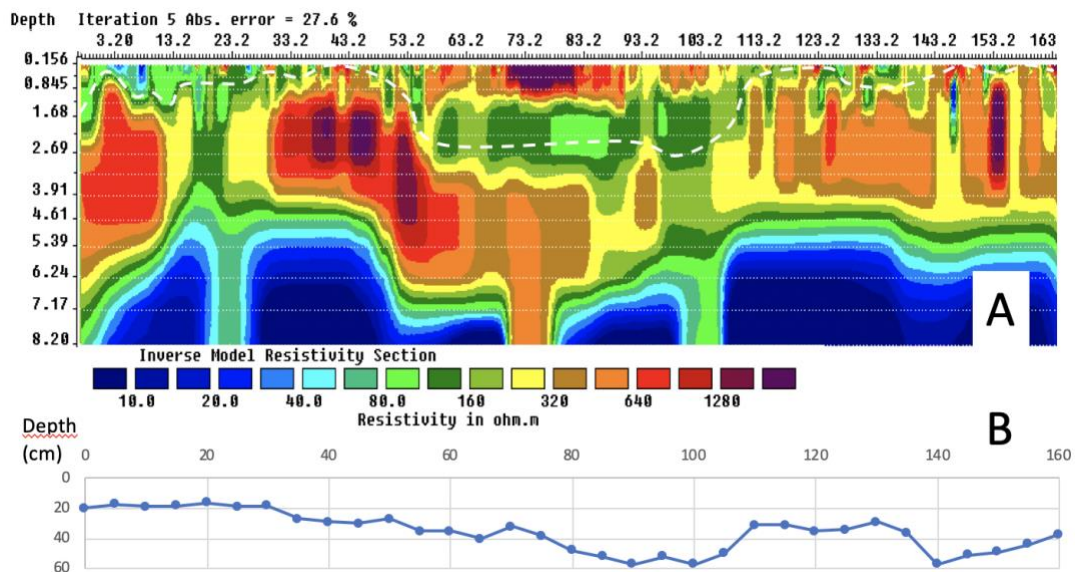 Depth Iteration 5 Abs. error = 27.6 %
3.20 13.2 23.2 33.2 43.2 53.2 63.2 73.2 83.2 93.2 103.2 113.2 123.2 133.2 143.2 153.2 163
0.156
0.845
1.68
2.69
3.91
4.61
5.39
6.24
7.17
8.20
A
Inverse Model Resistivity Section
10.0 20.0 40.0 80.0 160 320 640 1280
Resistivity in ohm.m
B
Depth
(cm)
0 20 40 60 80 100 120 140 160
0
20
40
60